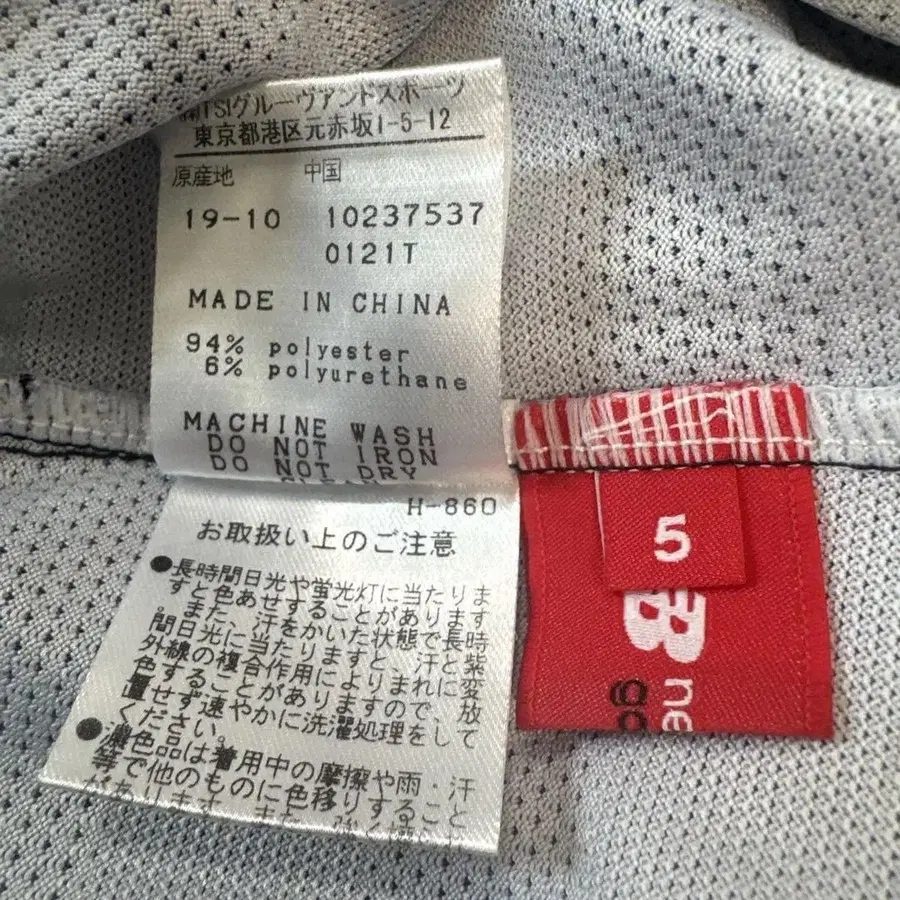 ㈱TSIグルーヴアンドスポーツ
東京都港区元赤坂1-5-12
原産地 中国
19-10 10237537
0121T
MADE IN CHINA
94% polyester
6% polyurethane
MACHINE WASH
DO NOT IRON
DO NOT DRY
H-860
お取扱い上のご注意
●長時間日光や蛍光灯に当たりま
すと色あせすることがあります
。また、汗をかいた状態で長時
間日光に当たりますと、汗と紫
外線の複合作用によりまれに変
色することがありますので、放
置せず速やかに洗濯処理をして
ください。
●濃色品は着用中の摩擦や雨・汗
等で他のものに色移りすること
があります
5
NB
ne
go